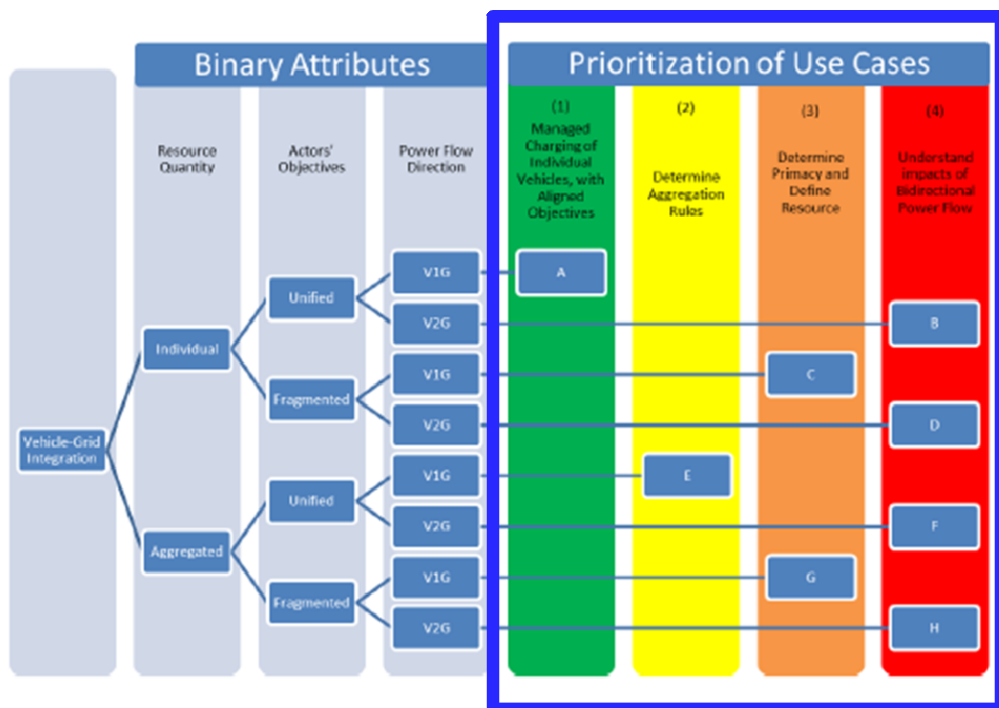 Binary Attributes
Prioritization of Use Cases
Resource
Quantity
Actors'
Objectives
Power Flow
Direction
(1)
Managed
Charging of
Individual
Vehicles, with
Aligned
Objectives
(2)
Determine
Aggregation
Rules
(3)
Determine
Primacy and
Define
Resource
(4)
Understand
impacts of
Bidirectional
Power Flow
Vehicle-Grid
Integration
Individual
Aggregated
Unified
Fragmented
Unified
Fragmented
V1G
A
V2G
B
V1G
C
V2G
D
V1G
E
V2G
F
V1G
G
V2G
H